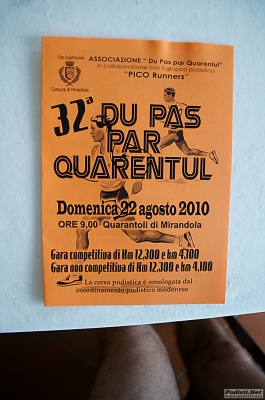 Con il patrocinio
Comune di Mirandola
ASSOCIAZIONE " Du Pas par Quarentul"
in collaborazione con il gruppo podistico
"PICO Runners"
32ª DU PAS
PAR
QUARENTUL
Domenica 22 agosto 2010
ORE 9,00 Quarantoli di Mirandola
Gara competitiva di Km 12,300 e km 4,100
Gara non competitiva di Km 12,300 e km 4,100
La corsa podistica è omologata dal
coordinamento podistico modenese
Podisti.Net